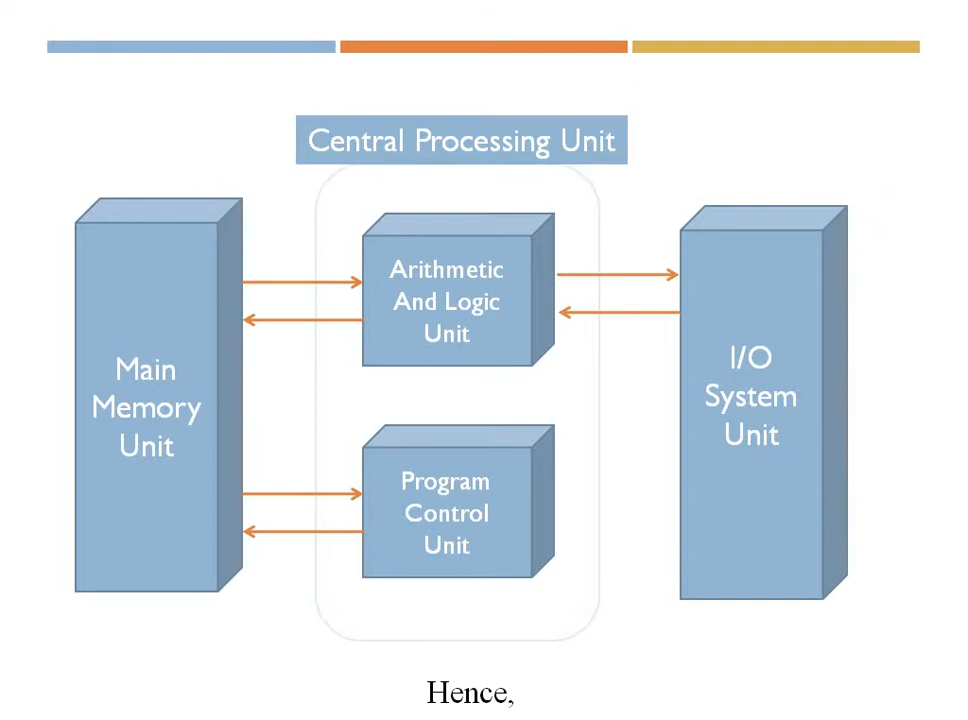 Central Processing Unit
Main
Memory
Unit
Arithmetic
And Logic
Unit
Program
Control
Unit
I/O
System
Unit
Hence,